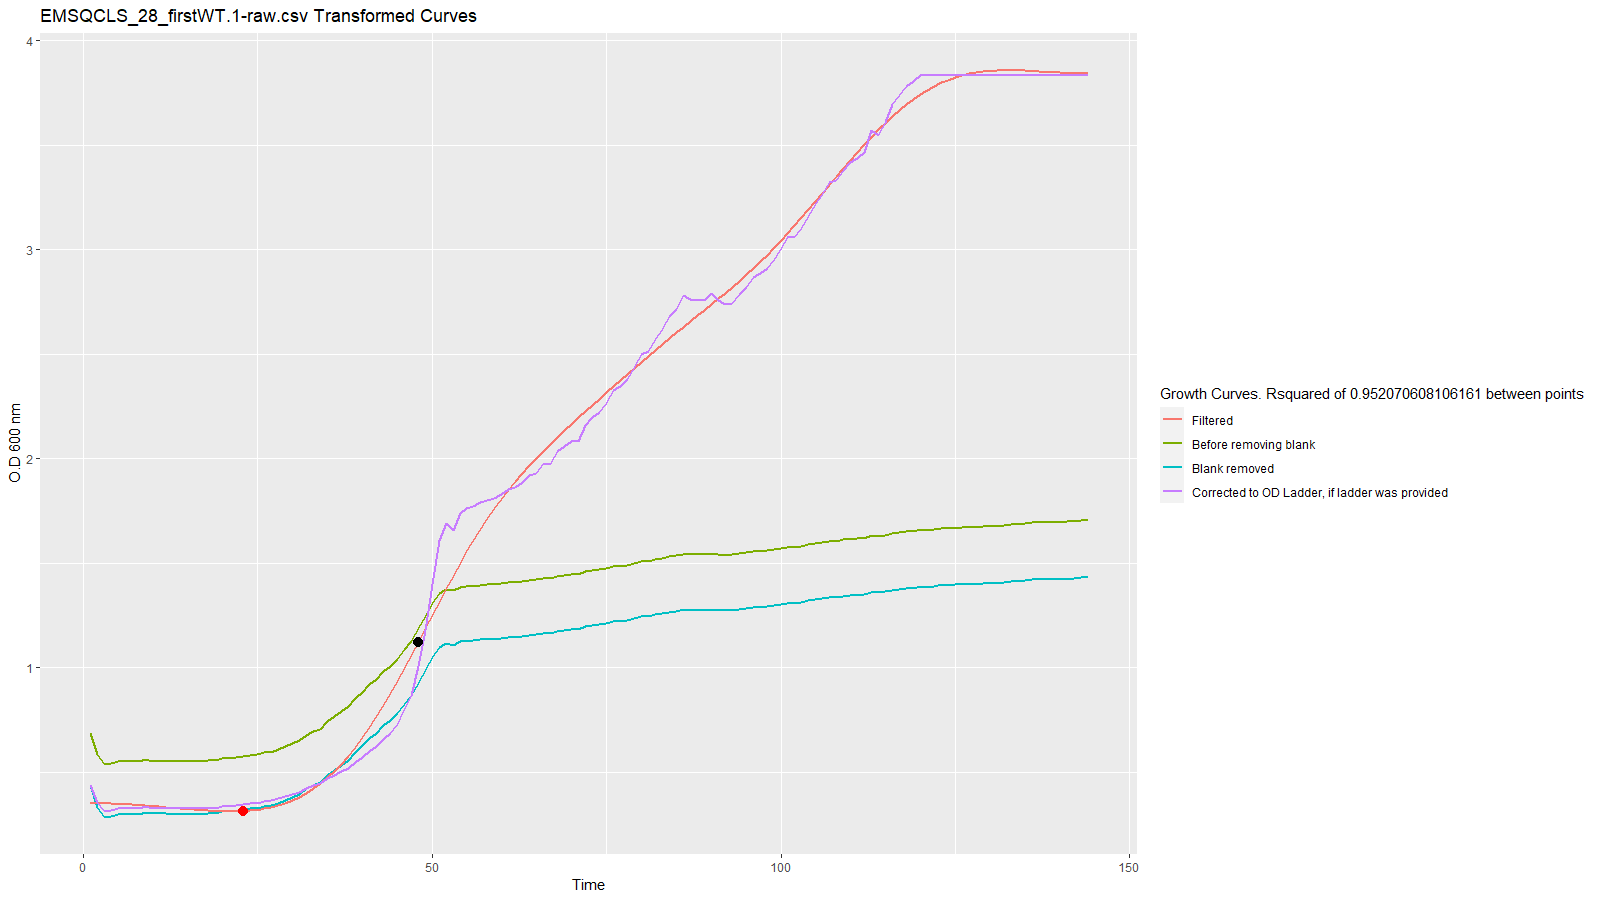 EMSQCLS_28_firstWT.1-raw.csv Transformed Curves
4
3
2
1
O.D 600 nm
0
50
100
150
Time
Growth Curves. Rsquared of 0.952070608106161 between points
Filtered
Before removing blank
Blank removed
Corrected to OD Ladder, if ladder was provided